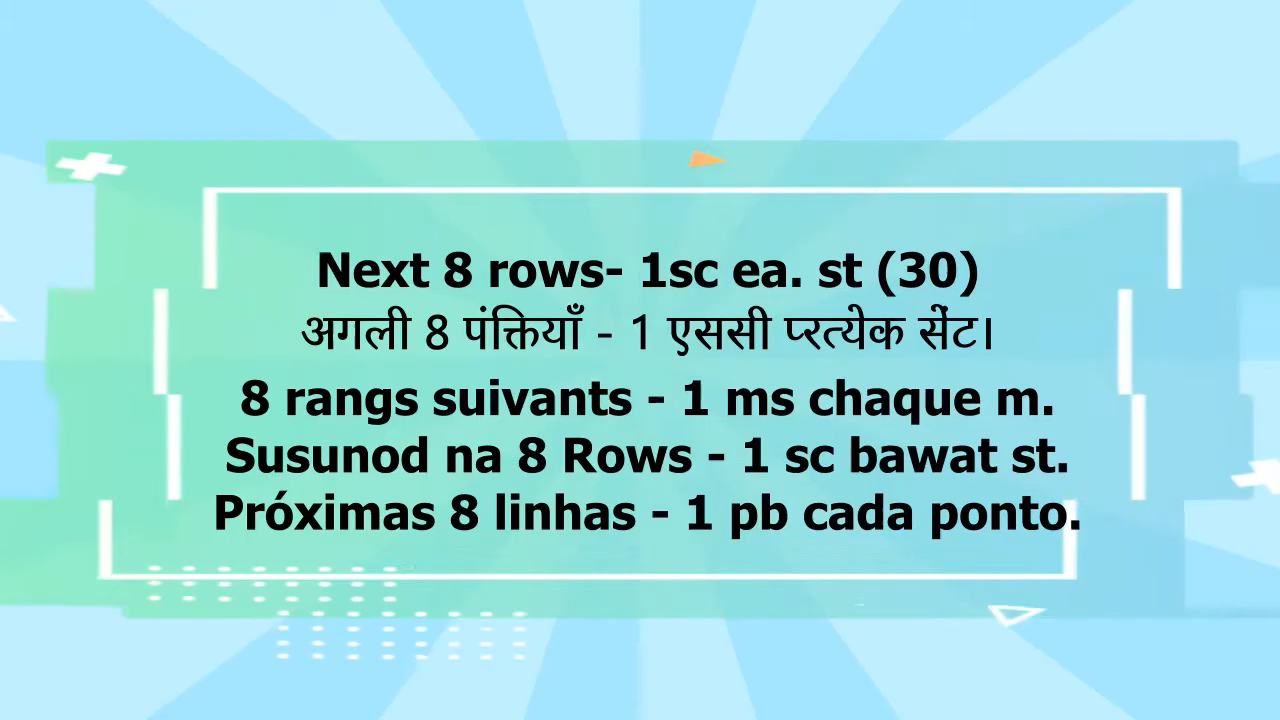 Next 8 rows- 1sc ea. st (30)
अगली 8 पंक्तियाँ - 1 एससी प्रत्येक सेंट।
8 rangs suivants - 1 ms chaque m.
Susunod na 8 Rows - 1 sc bawat st.
Próximas 8 linhas - 1 pb cada ponto.